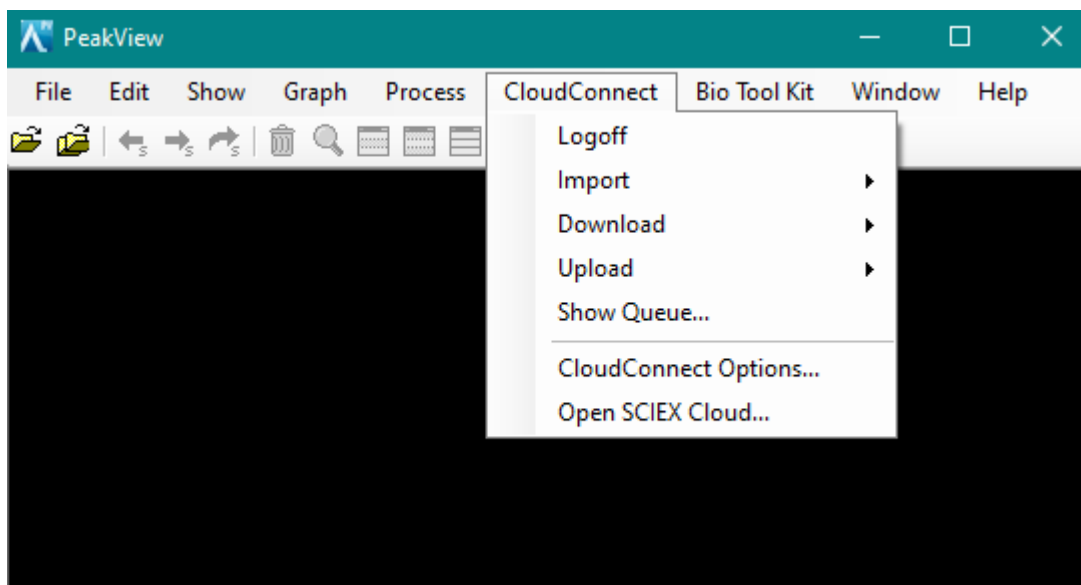 PeakView
File Edit Show Graph Process CloudConnect Bio Tool Kit Window Help
Logoff
Import
Download
Upload
Show Queue...
CloudConnect Options...
Open SCIEX Cloud...